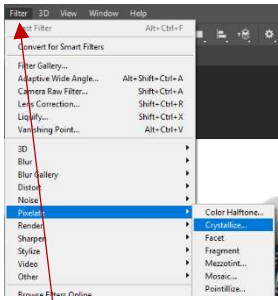 Filter 3D View Window Help
Last Filter Alt+Ctrl+F
Convert for Smart Filters
Filter Gallery...
Adaptive Wide Angle... Alt+Shift+Ctrl+A
Camera Raw Filter... Shift+Ctrl+A
Lens Correction... Shift+Ctrl+R
Liquify... Shift+Ctrl+X
Vanishing Point... Alt+Ctrl+V
3D
Blur
Blur Gallery
Distort
Noise
Pixelate Color Halftone...
Render Crystallize...
Sharpen Facet
Stylize Fragment
Video Mezzotint...
Other Mosaic...
Browse Filters Online Pointillize...